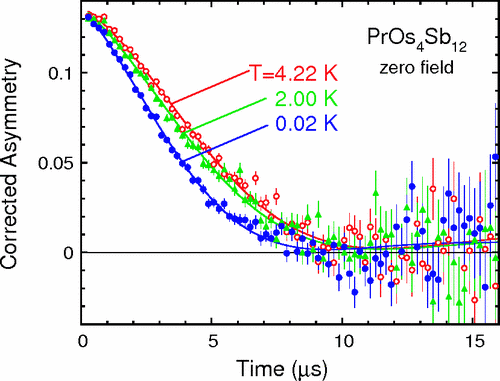 PrOs₄Sb₁₂
zero field
T=4.22 K
2.00 K
0.02 K
Corrected Asymmetry
0.1
0.05
0
0 5 10 15
Time (μs)